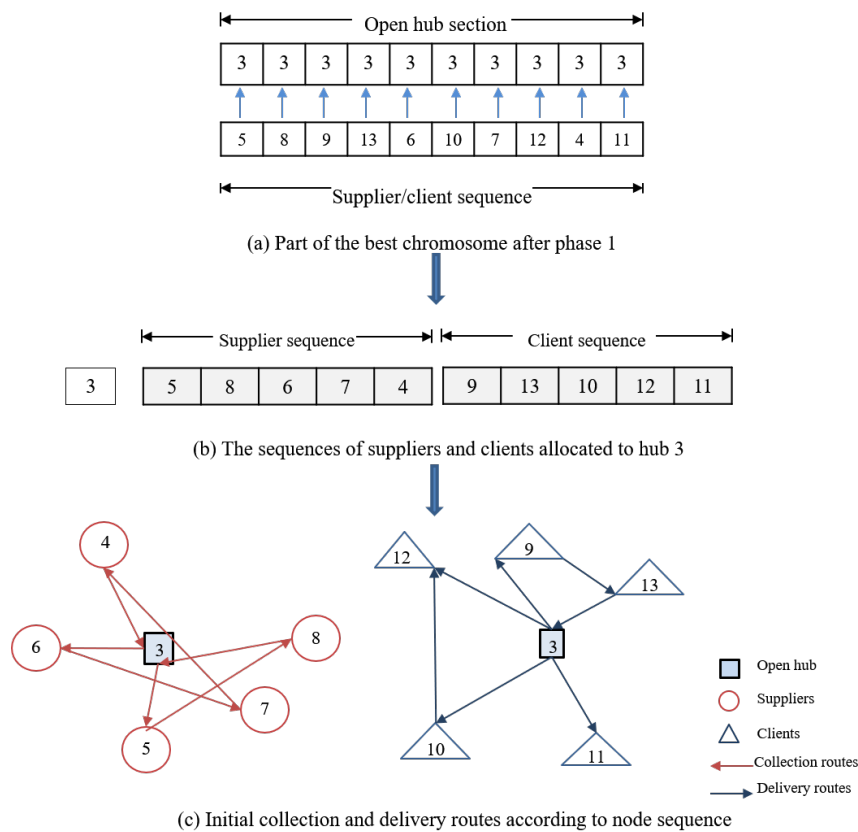 Open hub section
3 3 3 3 3 3 3 3 3 3
5 8 9 13 6 10 7 12 4 11
Supplier/client sequence
(a) Part of the best chromosome after phase 1
Supplier sequence Client sequence
3 5 8 6 7 4 9 13 10 12 11
(b) The sequences of suppliers and clients allocated to hub 3
4
12
9
13
6
3
8
3
7
5
10
11
Open hub
Suppliers
Clients
Collection routes
Delivery routes
(c) Initial collection and delivery routes according to node sequence